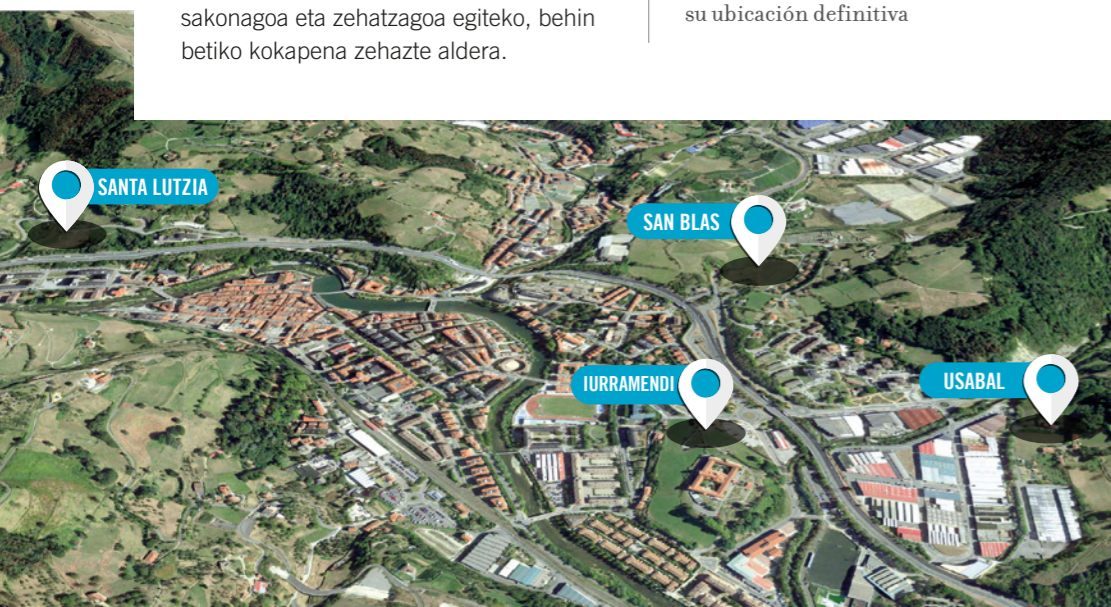 sakonagoa eta zehatzagoa egiteko, behin
betiko kokapena zehazte aldera.
su ubicación definitiva
SANTA LUTZIA
SAN BLAS
IURRAMENDI
USABAL